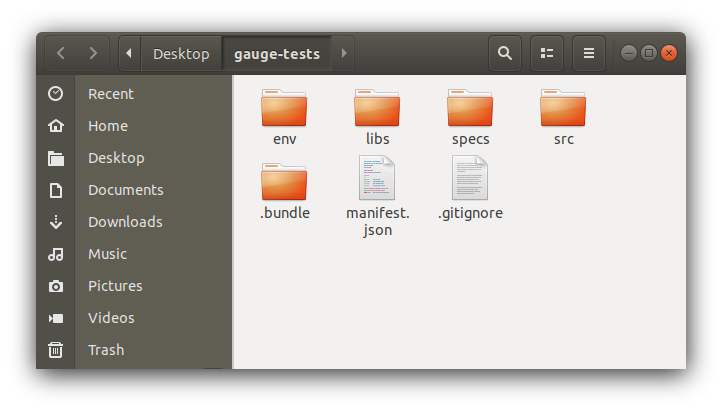 Desktop
gauge-tests
Recent
Home
Desktop
Documents
Downloads
Music
Pictures
Videos
Trash
env
libs
specs
src
.bundle
manifest.
json
.gitignore